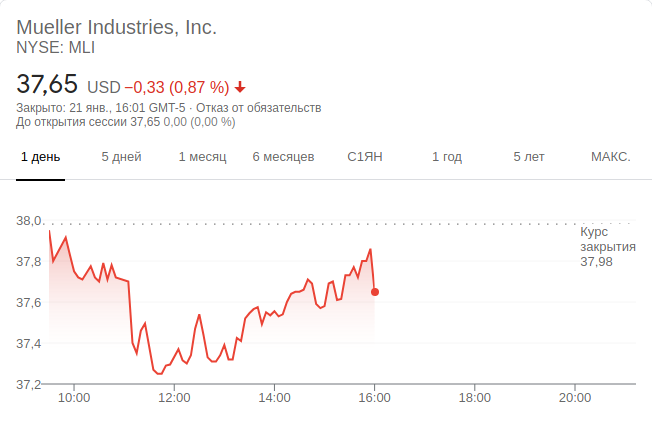 Mueller Industries, Inc.
NYSE: MLI
37,65 USD −0,33 (0,87 %)
Закрыто: 21 янв., 16:01 GMT-5 · Отказ от обязательств
До открытия сессии 37,65 0,00 (0,00 %)
1 день 5 дней 1 месяц 6 месяцев С1ЯН 1 год 5 лет МАКС.
38,0
Курс
закрытия
37,98
37,8
37,6
37,4
37,2
10:00 12:00 14:00 16:00 18:00 20:00